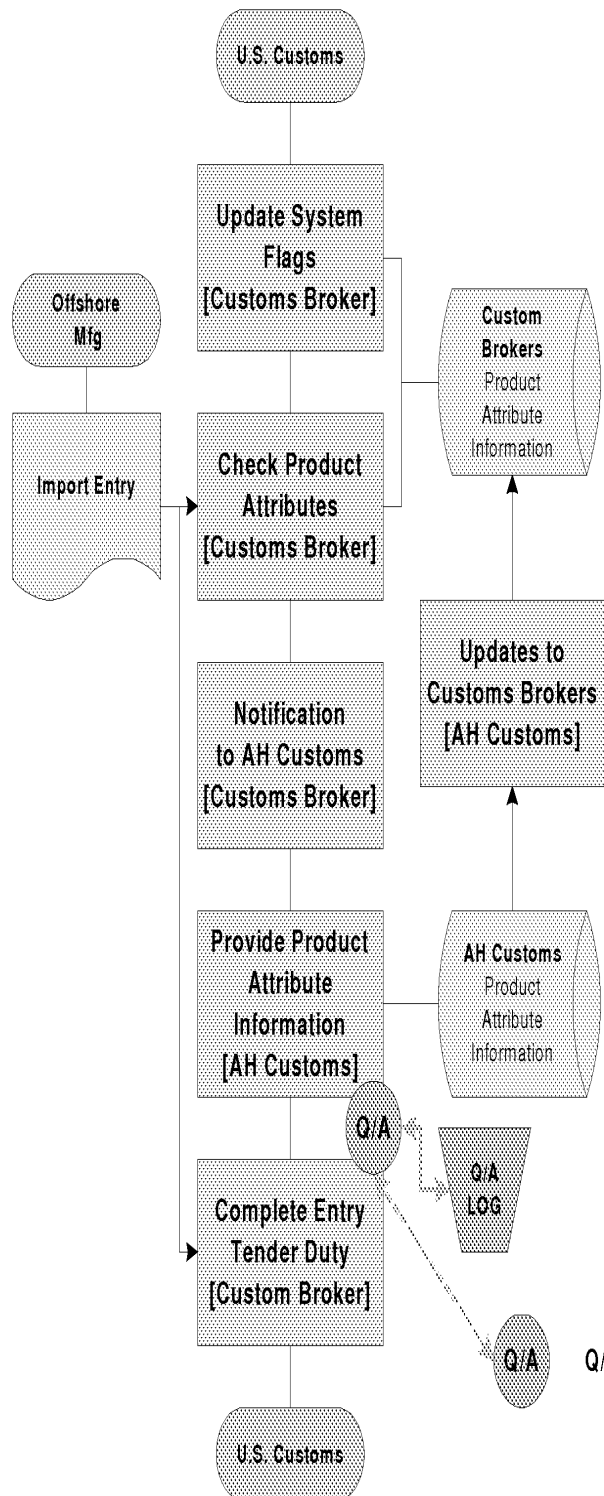 U.S. Customs
Update System
Flags
[Customs Broker]
Offshore
Mfg
Custom
Brokers
Product
Attribute
Information
Import Entry
Check Product
Attributes
[Customs Broker]
Updates to
Customs Brokers
[AH Customs]
Notification
to AH Customs
[Customs Broker]
Provide Product
Attribute
Information
[AH Customs]
AH Customs
Product
Attribute
Information
Q/A
Q/A
LOG
Complete Entry
Tender Duty
[Custom Broker]
Q/A
Q/
U.S. Customs